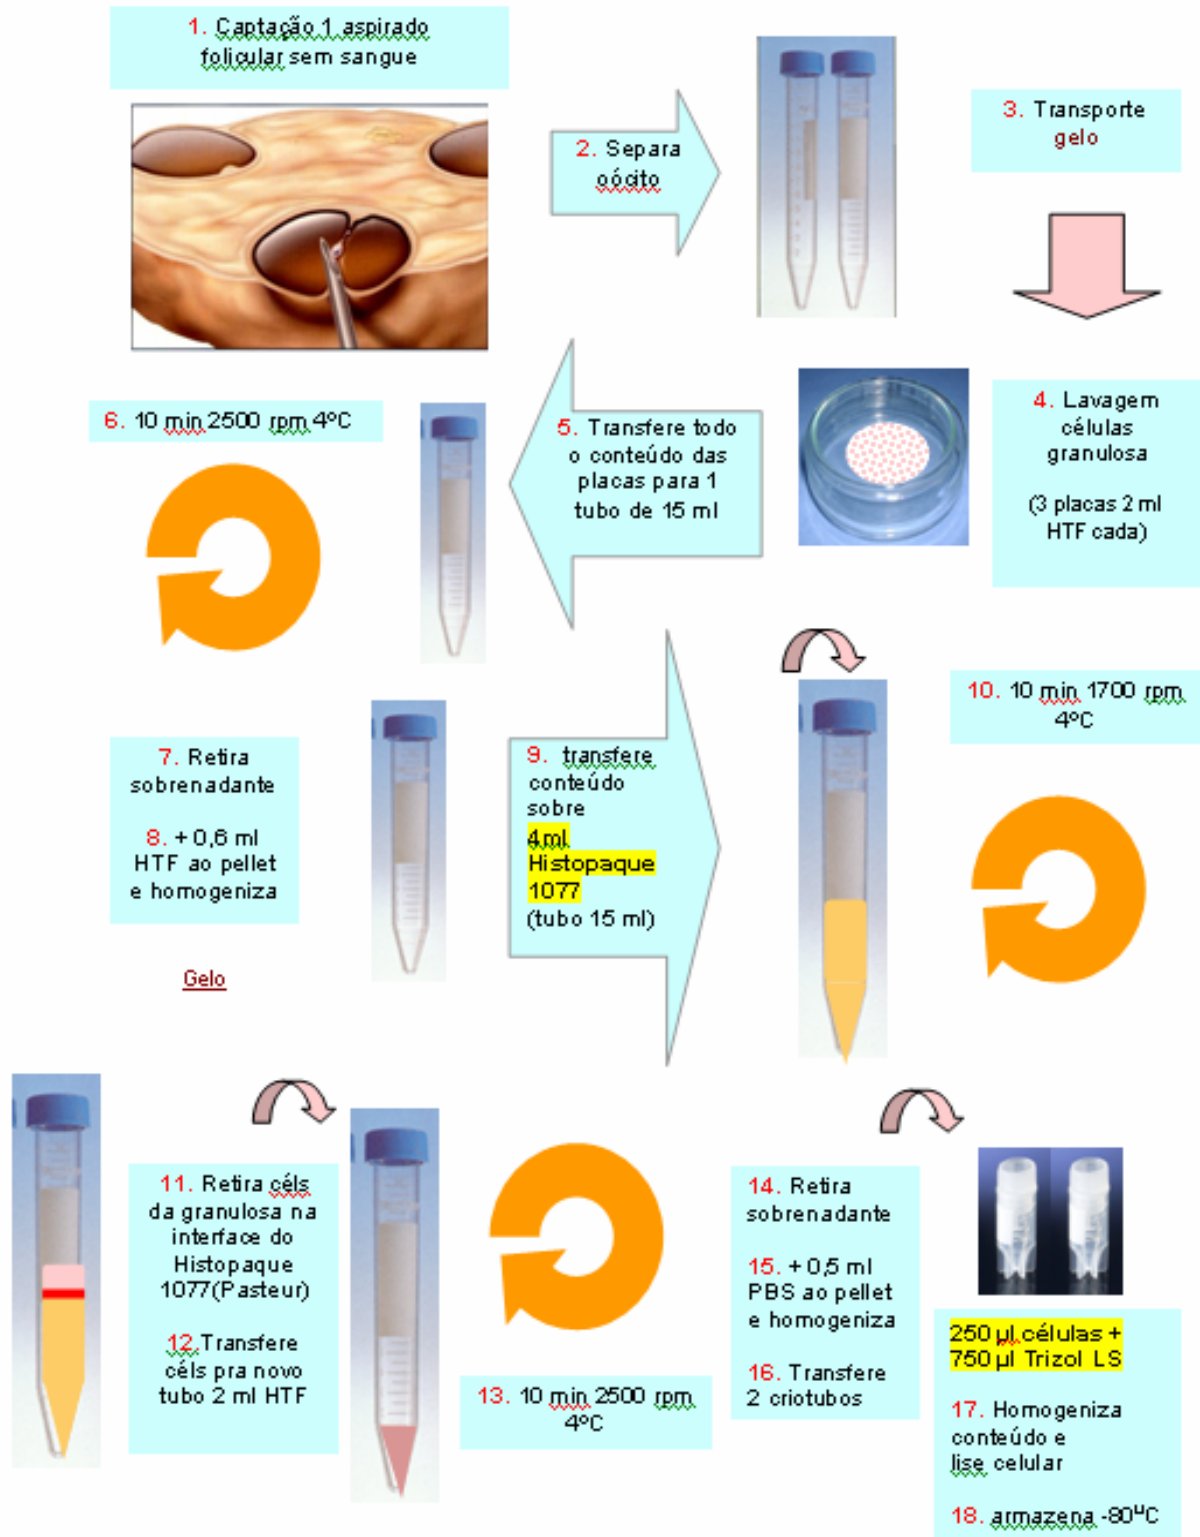 1. Captação 1 aspirado
folicular sem sangue
2. Separa
oócito
3. Transporte
gelo
4. Lavagem
células
granulosa
(3 placas 2 ml
HTF cada)
5. Transfere todo
o conteúdo das
placas para 1
tubo de 15 ml
6. 10 min 2500 rpm 4ºC
7. Retira
sobrenadante
8. + 0,6 ml
HTF ao pellet
e homogeniza
Gelo
9. transfere
conteúdo
sobre
4ml
Histopaque
1077
(tubo 15 ml)
10. 10 min 1700 rpm
4ºC
11. Retira céls
da granulosa na
interface do
Histopaque
1077(Pasteur)
12.Transfere
céls pra novo
tubo 2 ml HTF
13. 10 min 2500 rpm
4ºC
14. Retira
sobrenadante
15. + 0,5 ml
PBS ao pellet
e homogeniza
16. Transfere
2 criotubos
250 µl células +
750 µl Trizol LS
17. Homogeniza
conteúdo e
lise celular
18. armazena -80ºC